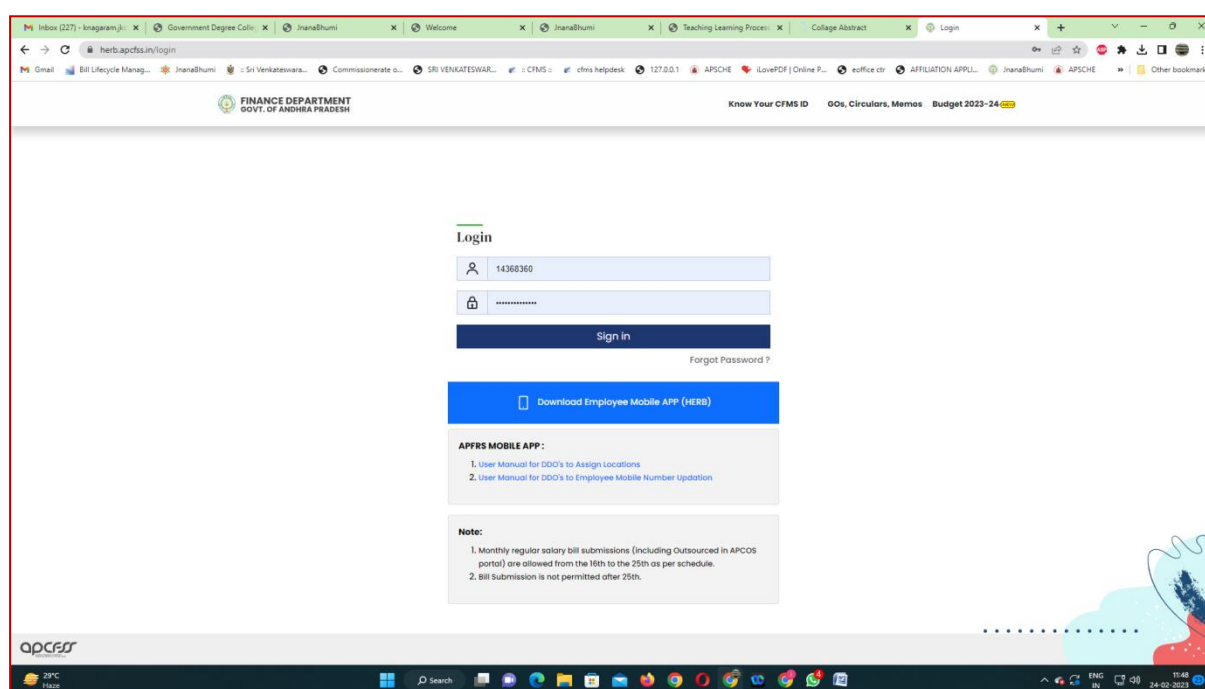 Inbox (227) - knagaram.jk
Government Degree Colle
JnanaBhumi
Welcome
JnanaBhumi
Teaching Learning Process
Collage Abstract
Login
herb.apcfss.in/login
Gmail
Bill Lifecycle Manag...
JnanaBhumi
:: Sri Venkateswara...
Commissionerate o...
SRI VENKATESWAR...
:: CFMS ::
cfms helpdesk
127.0.0.1
APSCHE
iLovePDF | Online P...
eoffice ctr
AFFILIATION APPLI...
JnanaBhumi
APSCHE
»
Other bookmark
FINANCE DEPARTMENT
GOVT. OF ANDHRA PRADESH
Know Your CFMS ID
GOs, Circulars, Memos
Budget 2023-24
Login
14368360
••••••••••••••
Sign in
Forgot Password ?
Download Employee Mobile APP (HERB)
APFRS MOBILE APP :
1. User Manual for DDO's to Assign Locations
2. User Manual for DDO's to Employee Mobile Number Updation
Note:
1. Monthly regular salary bill submissions (including Outsourced in APCOS
portal) are allowed from the 16th to the 25th as per schedule.
2. Bill Submission is not permitted after 25th.
apcfss
29°C
Haze
Search
ENG
IN
11:48
24-02-2023